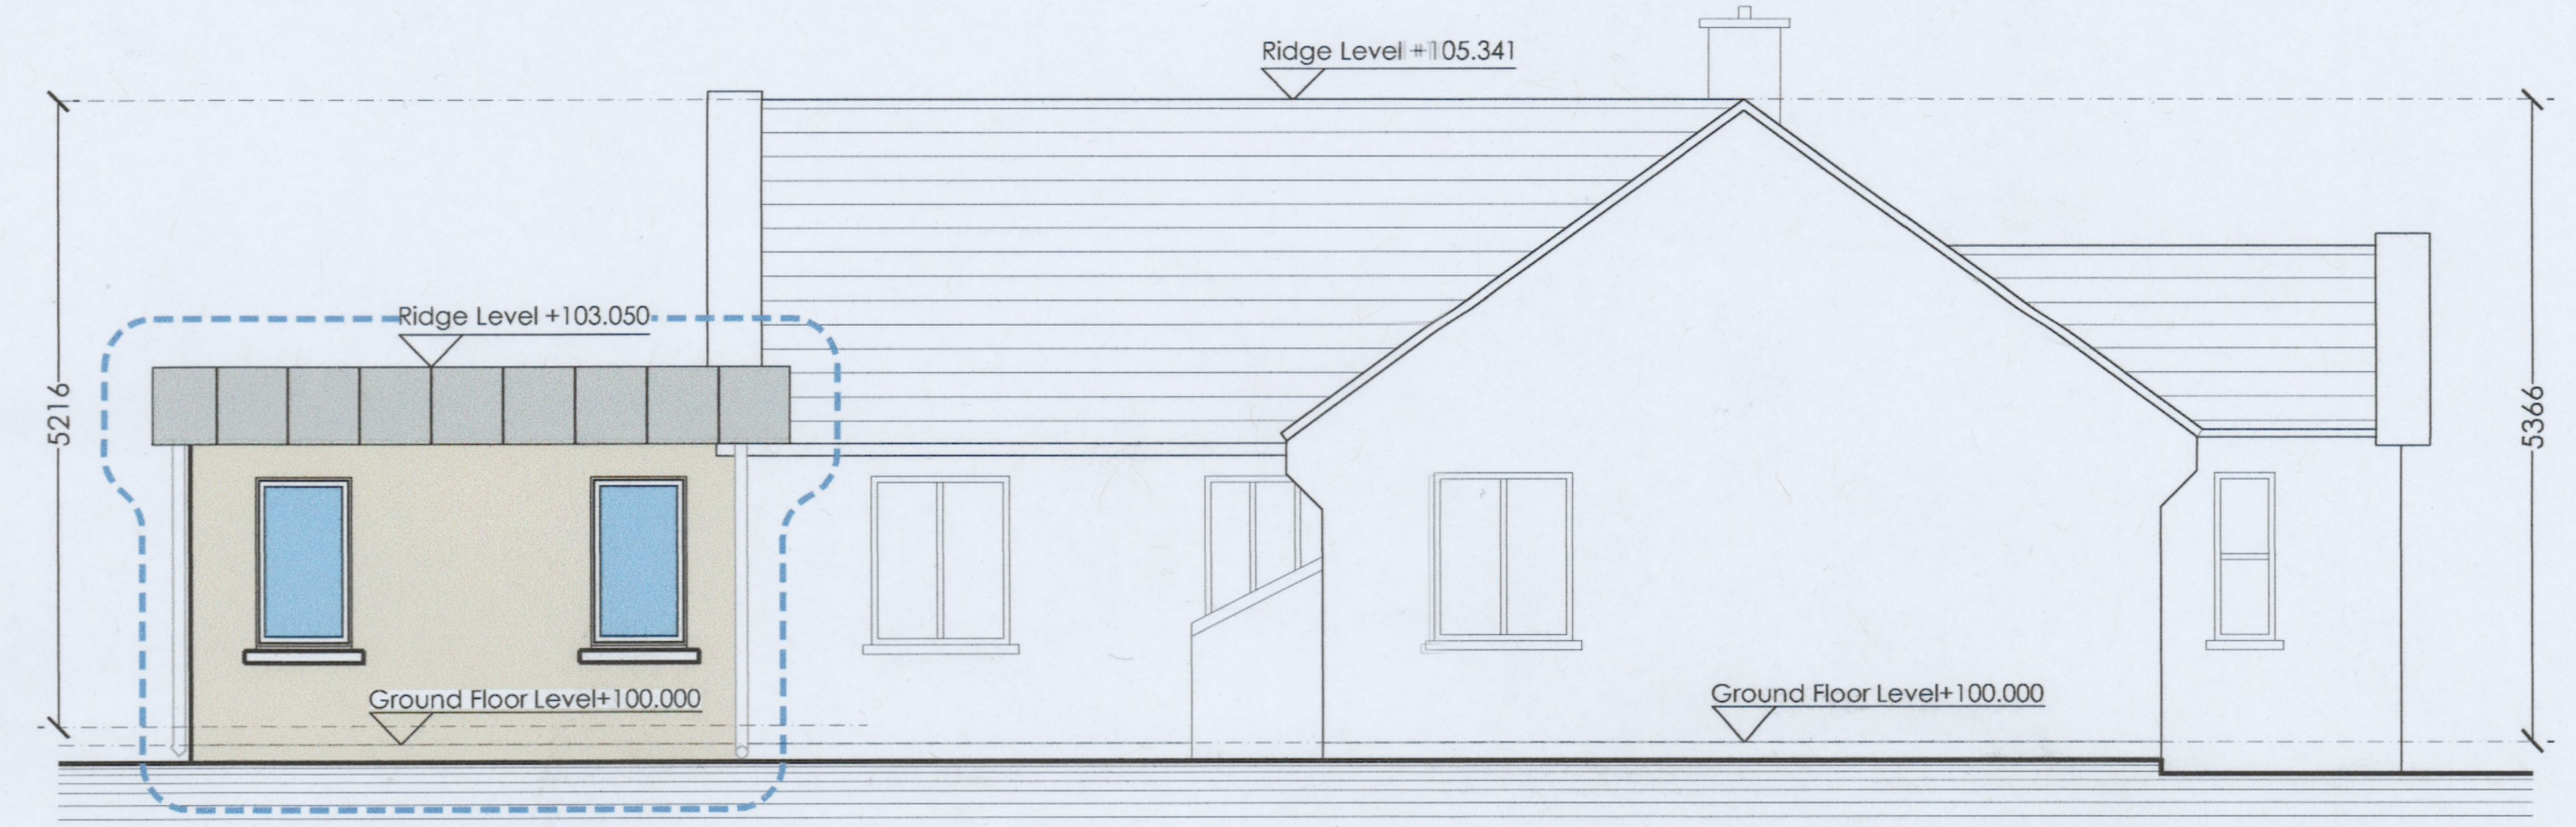 Ridge Level +105.341
Ridge Level +103.050
5216
5366
Ground Floor Level+100.000
Ground Floor Level+100.000